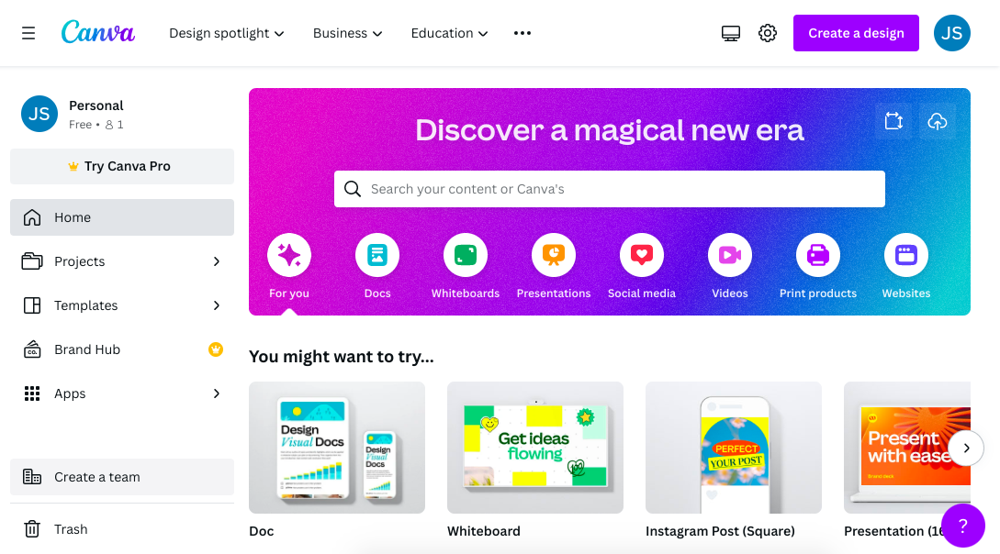 Canva
Design spotlight
Business
Education
Create a design
JS
JS
Personal
Free • 1
Try Canva Pro
Home
Projects
Templates
Brand Hub
Apps
Create a team
Trash
Discover a magical new era
Search your content or Canva's
For you
Docs
Whiteboards
Presentations
Social media
Videos
Print products
Websites
You might want to try...
Design
Visual Docs
Design
Visual
Docs
Get ideas
flowing
PERFECT
YOUR POST
Present
with ease
Brand deck
Doc
Whiteboard
Instagram Post (Square)
Presentation (16
?
CO.
100